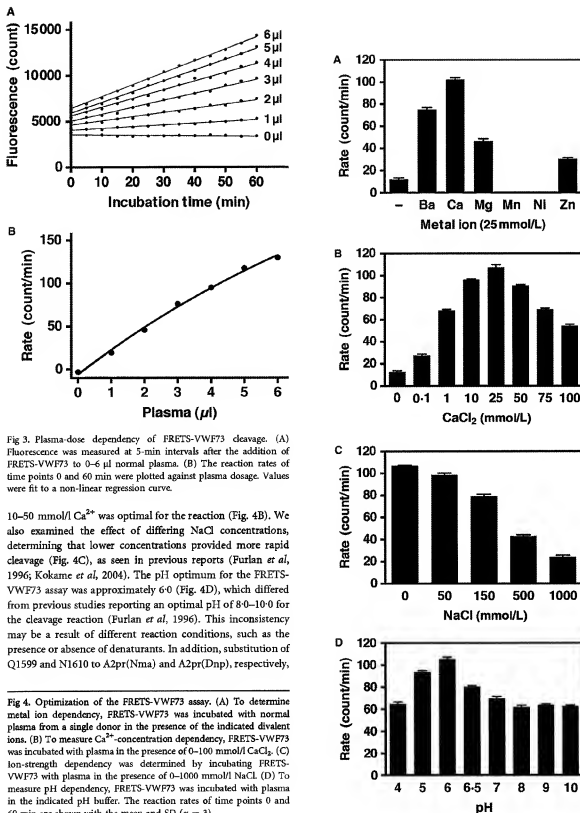 A
15000
10000
5000
0
Fluorescence (count)
6 µl
5 µl
4 µl
3 µl
2 µl
1 µl
0 µl
0 10 20 30 40 50 60
Incubation time (min)
B
150
100
50
0
Rate (count/min)
0 1 2 3 4 5 6
Plasma (µl)
Fig 3. Plasma-dose dependency of FRETS-VWF73 cleavage. (A)
Fluorescence was measured at 5-min intervals after the addition of
FRETS-VWF73 to 0–6 µl normal plasma. (B) The reaction rates of
time points 0 and 60 min were plotted against plasma dosage. Values
were fit to a non-linear regression curve.
10–50 mmol/l Ca²⁺ was optimal for the reaction (Fig. 4B). We
also examined the effect of differing NaCl concentrations,
determining that lower concentrations provided more rapid
cleavage (Fig. 4C), as seen in previous reports (Furlan et al,
1996; Kokame et al, 2004). The pH optimum for the FRETS-
VWF73 assay was approximately 6·0 (Fig. 4D), which differed
from previous studies reporting an optimal pH of 8·0–10·0 for
the cleavage reaction (Furlan et al, 1996). This inconsistency
may be a result of different reaction conditions, such as the
presence or absence of denaturants. In addition, substitution of
Q1599 and N1610 to A2pr(Nma) and A2pr(Dnp), respectively,
Fig 4. Optimization of the FRETS-VWF73 assay. (A) To determine
metal ion dependency, FRETS-VWF73 was incubated with normal
plasma from a single donor in the presence of the indicated divalent
ions. (B) To measure Ca²⁺-concentration dependency, FRETS-VWF73
was incubated with plasma in the presence of 0–100 mmol/l CaCl₂. (C)
Ion-strength dependency was determined by incubating FRETS-
VWF73 with plasma in the presence of 0–1000 mmol/l NaCl. (D) To
measure pH dependency, FRETS-VWF73 was incubated with plasma
in the indicated pH buffer. The reaction rates of time points 0 and
A
120
100
80
60
40
20
0
Rate (count/min)
– Ba Ca Mg Mn Ni Zn
Metal ion (25 mmol/L)
B
120
100
80
60
40
20
0
Rate (count/min)
0 0·1 1 10 25 50 75 100
CaCl₂ (mmol/L)
C
120
100
80
60
40
20
0
Rate (count/min)
0 50 150 500 1000
NaCl (mmol/L)
D
120
100
80
60
40
20
0
Rate (count/min)
4 5 6 6·5 7 8 9 10
pH